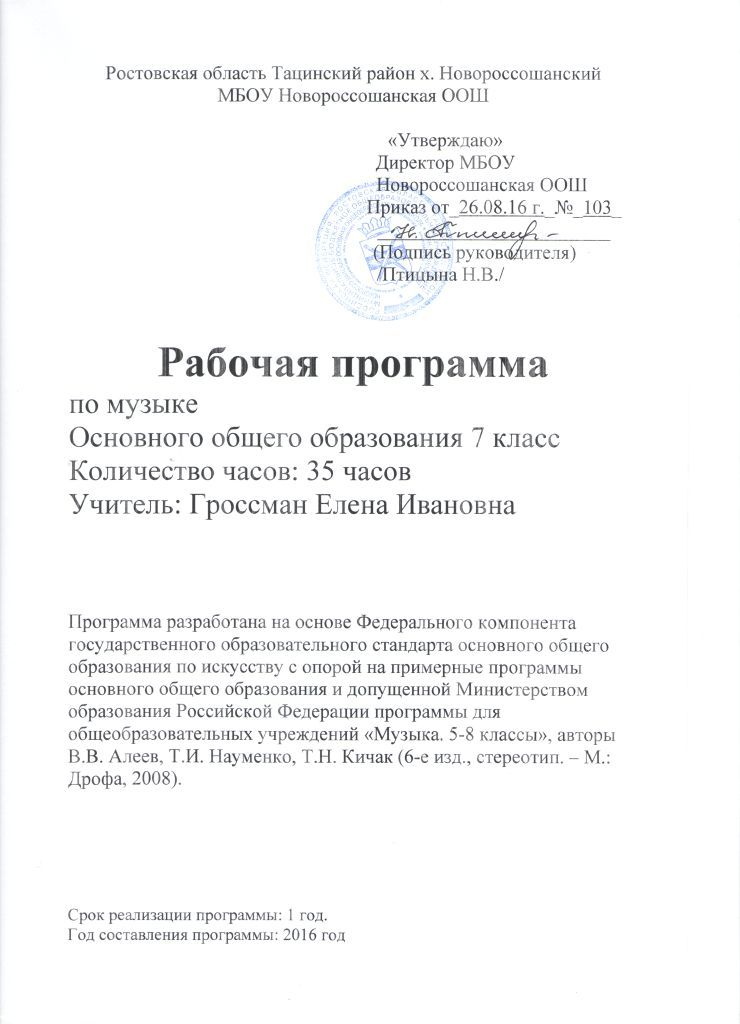 Ростовская область Тацинский район х. Новороссошанский
МБОУ Новороссошанская ООШ
«Утверждаю»
Директор МБОУ
Новороссошанская ООШ
Приказ от 26.08.16 г. № 103
(Подпись руководителя)
/Птицына Н.В./
Рабочая программа
по музыке
Основного общего образования 7 класс
Количество часов: 35 часов
Учитель: Гроссман Елена Ивановна
Программа разработана на основе Федерального компонента
государственного образовательного стандарта основного общего
образования по искусству с опорой на примерные программы
основного общего образования и допущенной Министерством
образования Российской Федерации программы для
общеобразовательных учреждений «Музыка. 5-8 классы», авторы
В.В. Алеев, Т.И. Науменко, Т.Н. Кичак (6-е изд., стереотип. – М.:
Дрофа, 2008).
Срок реализации программы: 1 год.
Год составления программы: 2016 год